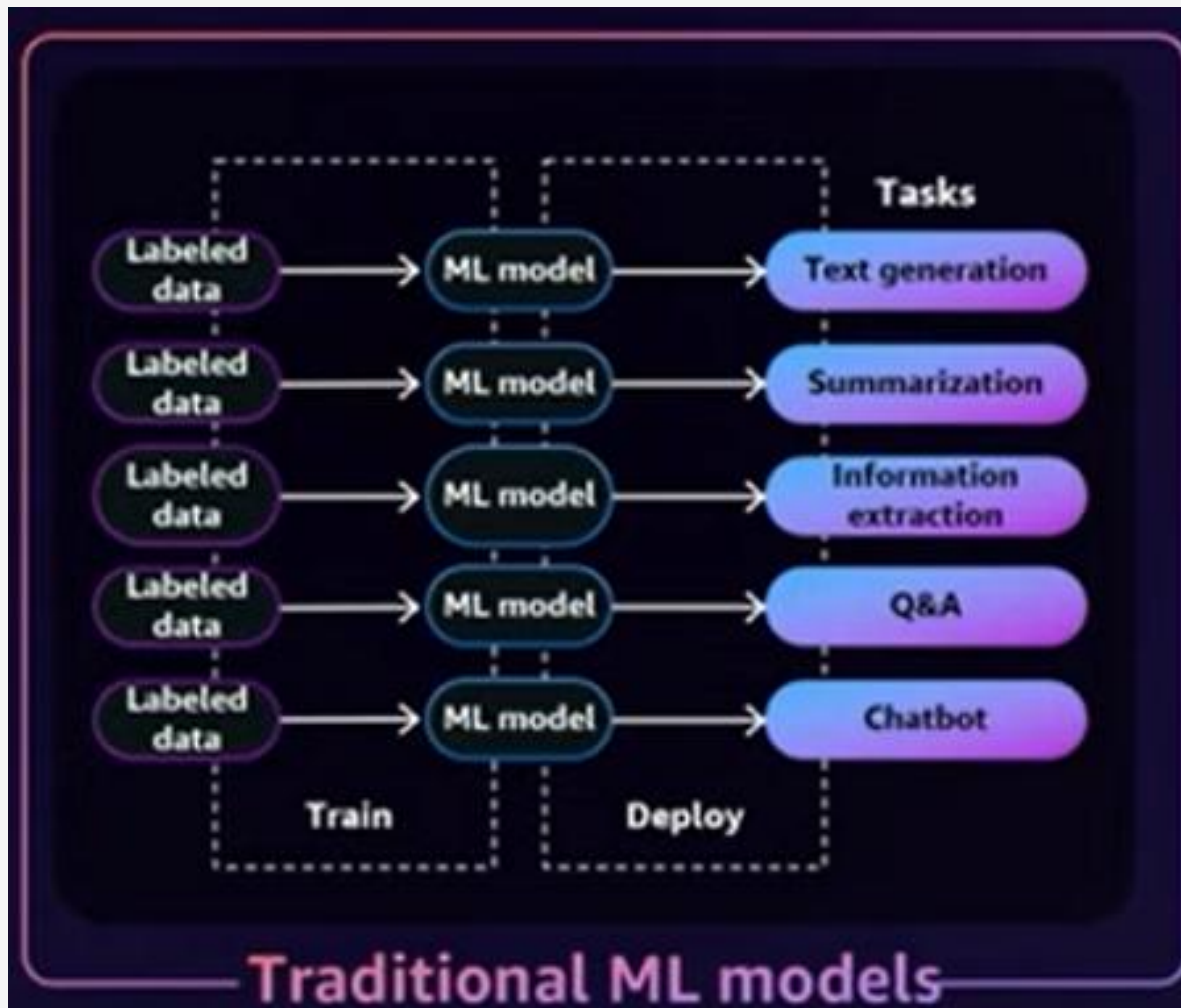 Tasks
Labeled
data
ML model
Text generation
Labeled
data
ML model
Summarization
Labeled
data
ML model
Information
extraction
Labeled
data
ML model
Q&A
Labeled
data
ML model
Chatbot
Train
Deploy
Traditional ML models